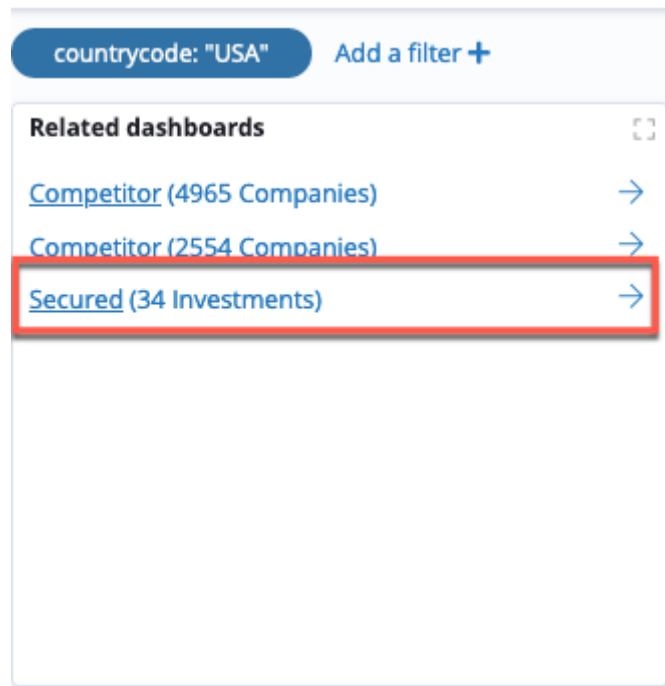 countrycode: "USA" Add a filter +
Related dashboards
Competitor (4965 Companies)
Competitor (2554 Companies)
Secured (34 Investments)